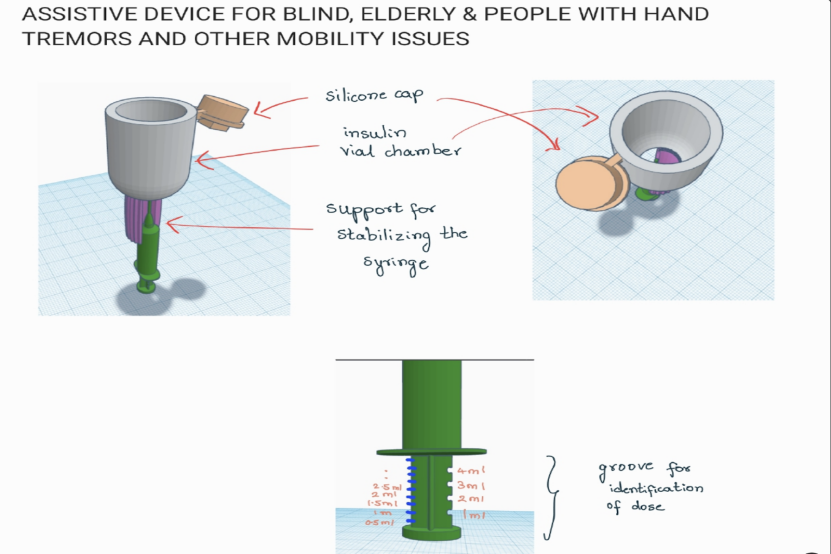 ASSISTIVE DEVICE FOR BLIND, ELDERLY & PEOPLE WITH HAND
TREMORS AND OTHER MOBILITY ISSUES
silicone cap
insulin
vial chamber
support for
stabilizing the
syringe
4ml
2.5ml
3ml
2ml
2ml
1.5ml
1m
1ml
0.5ml
groove for
identification
of dose